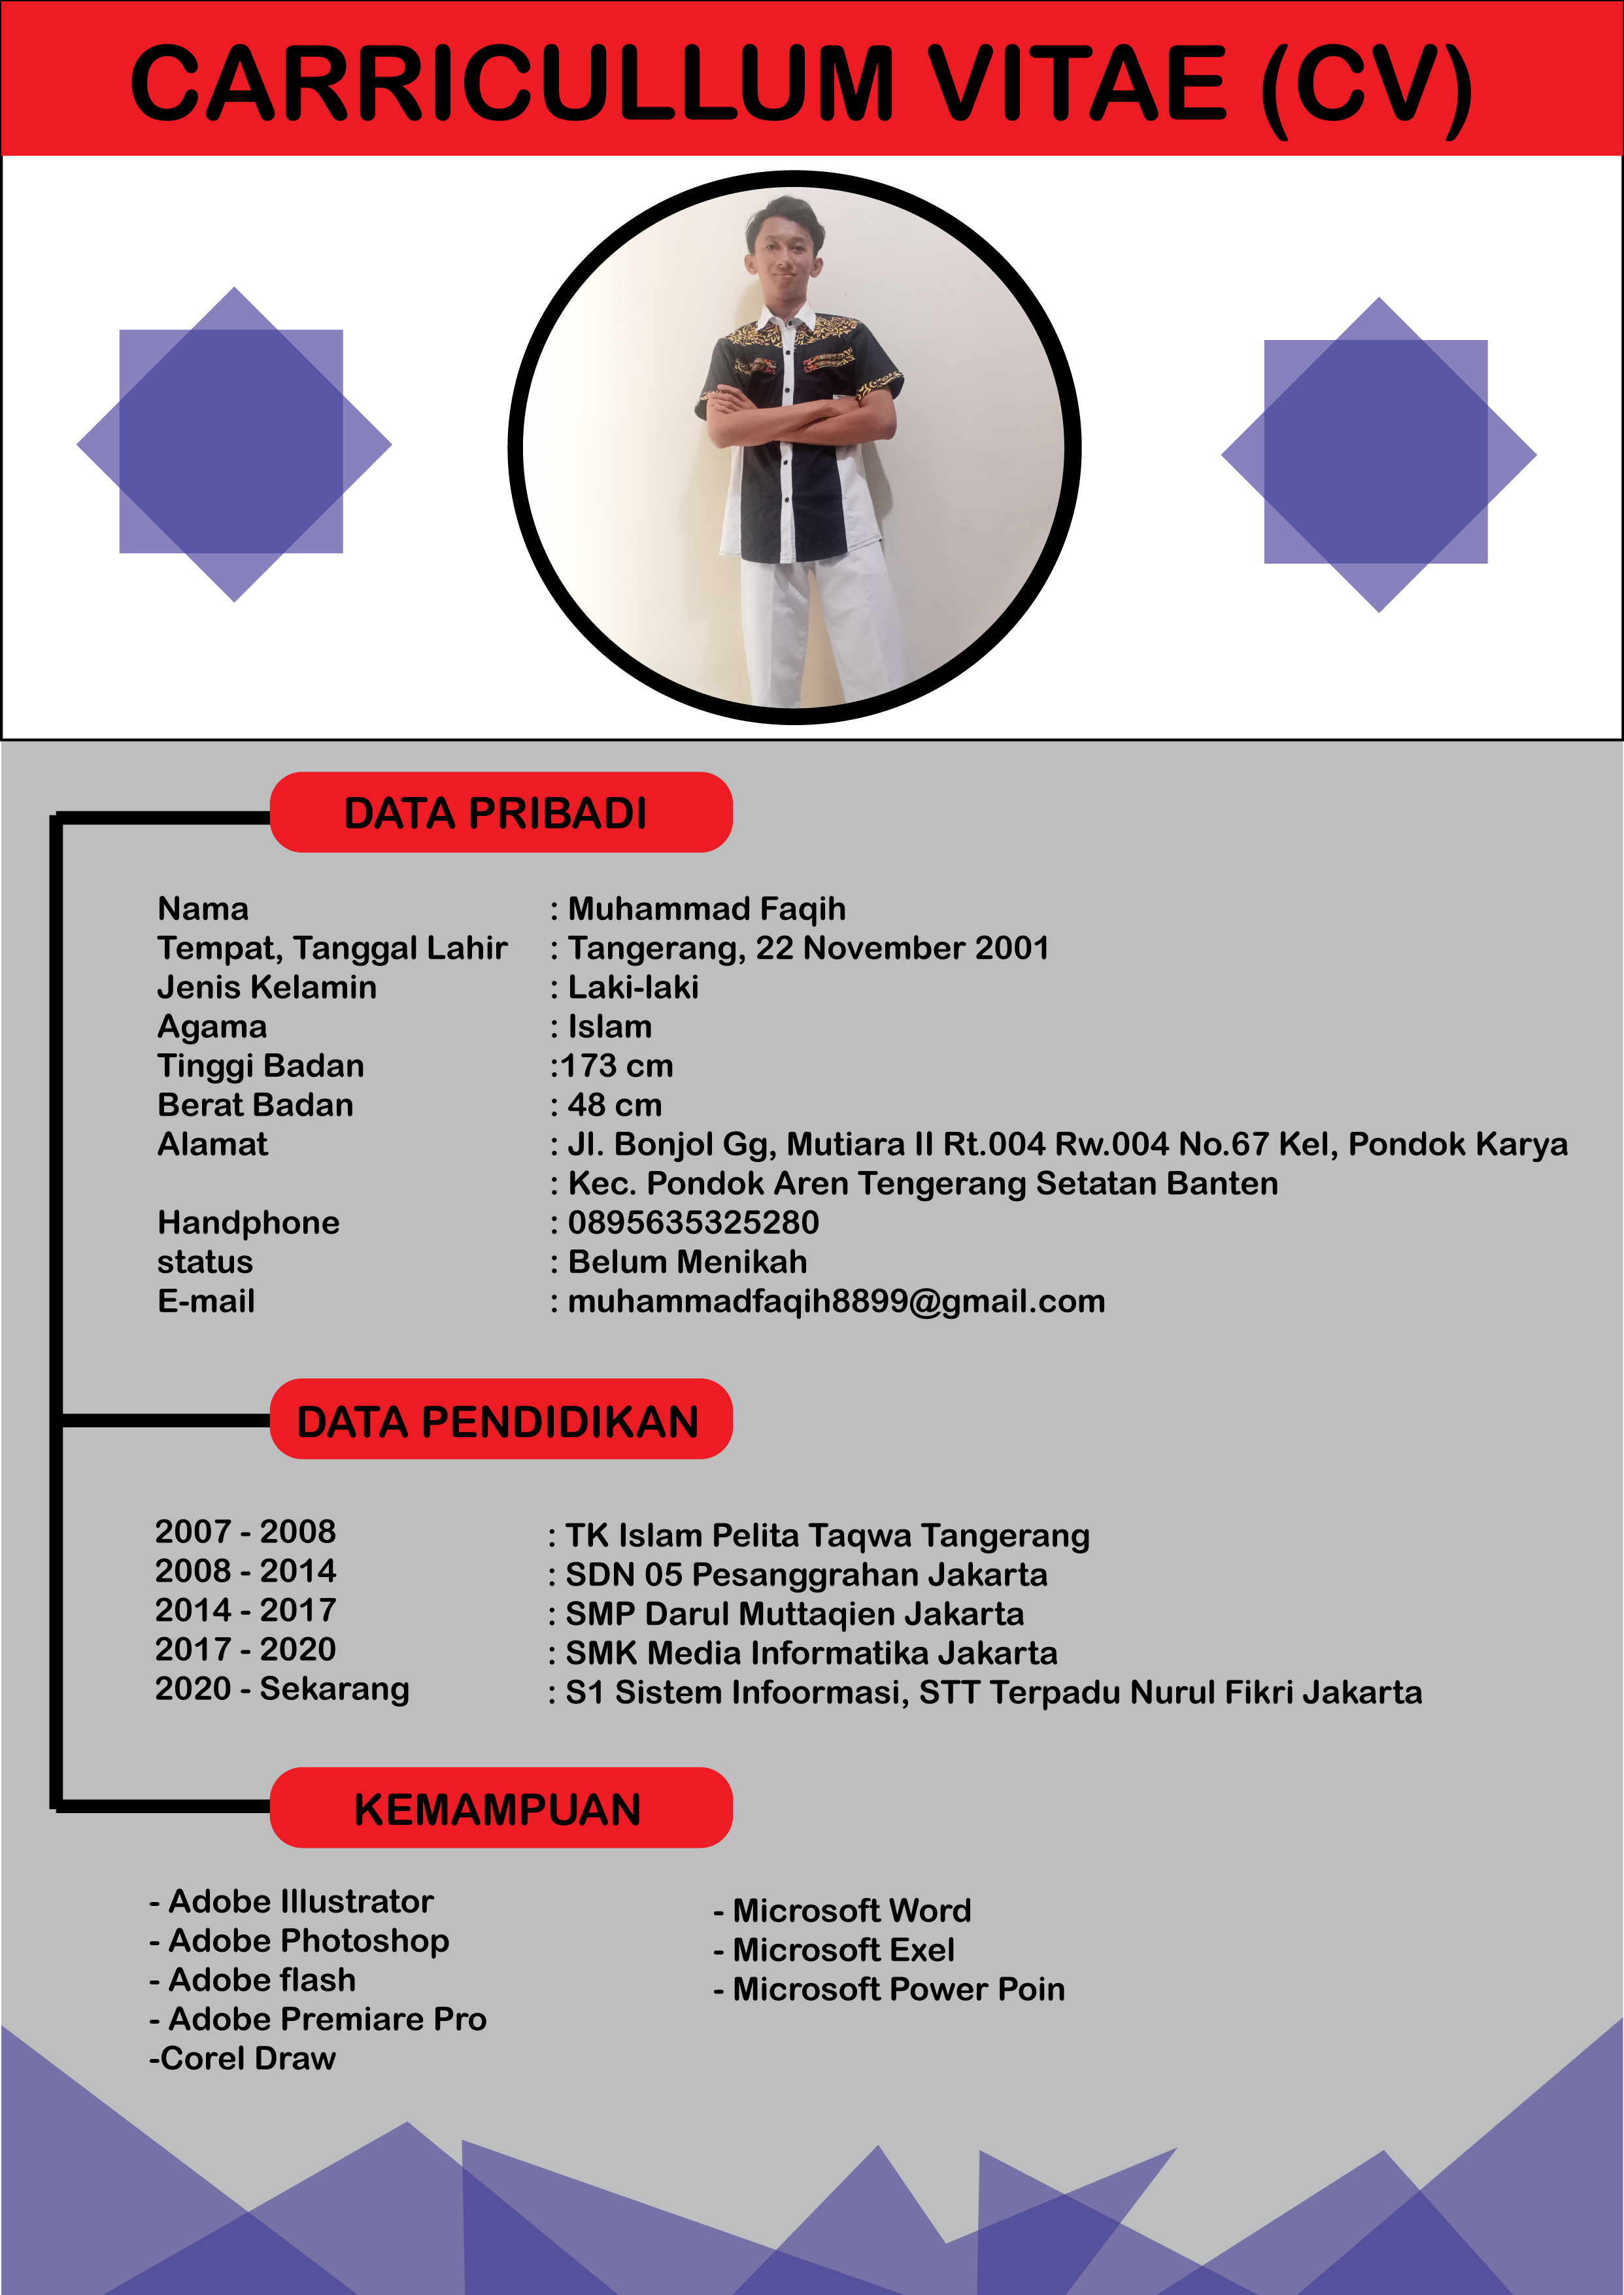 CARRICULLUM VITAE (CV)
DATA PRIBADI
Nama : Muhammad Faqih
Tempat, Tanggal Lahir : Tangerang, 22 November 2001
Jenis Kelamin : Laki-laki
Agama : Islam
Tinggi Badan :173 cm
Berat Badan : 48 cm
Alamat : Jl. Bonjol Gg, Mutiara II Rt.004 Rw.004 No.67 Kel, Pondok Karya
: Kec. Pondok Aren Tengerang Setatan Banten
Handphone : 0895635325280
status : Belum Menikah
E-mail : muhammadfaqih8899@gmail.com
DATA PENDIDIKAN
2007 - 2008 : TK Islam Pelita Taqwa Tangerang
2008 - 2014 : SDN 05 Pesanggrahan Jakarta
2014 - 2017 : SMP Darul Muttaqien Jakarta
2017 - 2020 : SMK Media Informatika Jakarta
2020 - Sekarang : S1 Sistem Infoormasi, STT Terpadu Nurul Fikri Jakarta
KEMAMPUAN
- Adobe Illustrator
- Adobe Photoshop
- Adobe flash
- Adobe Premiare Pro
-Corel Draw
- Microsoft Word
- Microsoft Exel
- Microsoft Power Poin